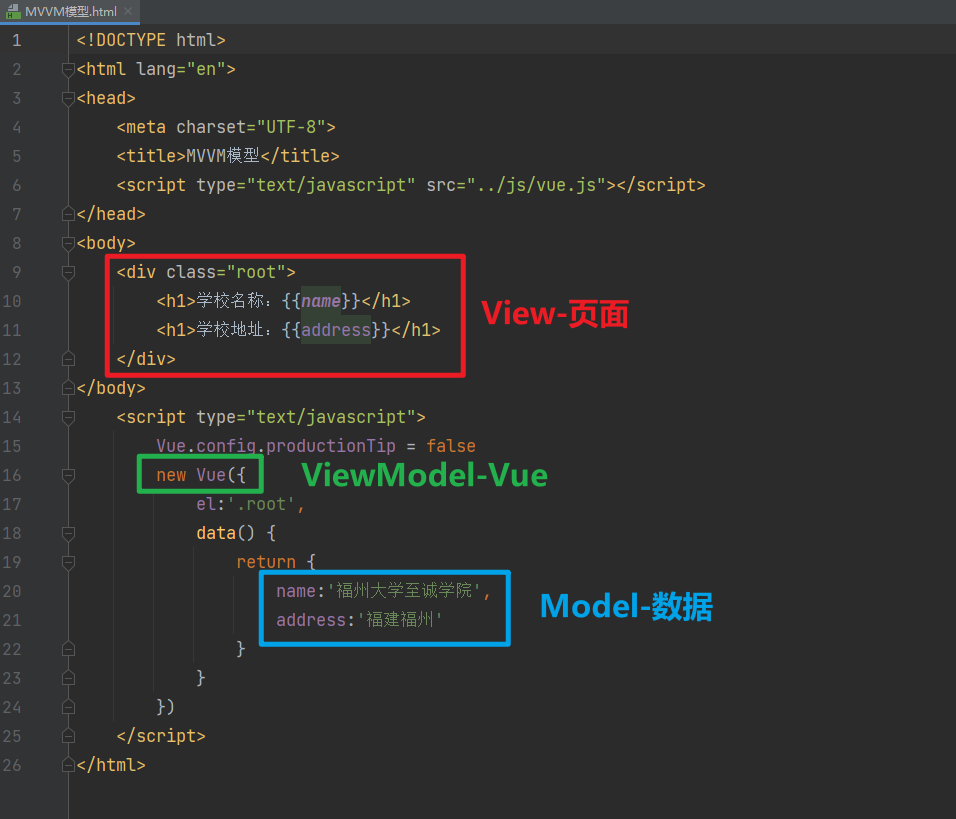 MVVM模型.html
1 <!DOCTYPE html>
2 <html lang="en">
3 <head>
4     <meta charset="UTF-8">
5     <title>MVVM模型</title>
6     <script type="text/javascript" src="../js/vue.js"></script>
7 </head>
8 <body>
9     <div class="root">
10         <h1>学校名称：{{name}}</h1>
View-页面
11         <h1>学校地址：{{address}}</h1>
12     </div>
13 </body>
14     <script type="text/javascript">
15         Vue.config.productionTip = false
16         new Vue({
ViewModel-Vue
17             el:'.root',
18             data() {
19                 return {
20                     name:'福州大学至诚学院',
Model-数据
21                     address:'福建福州'
22                 }
23             }
24         })
25     </script>
26 </html>